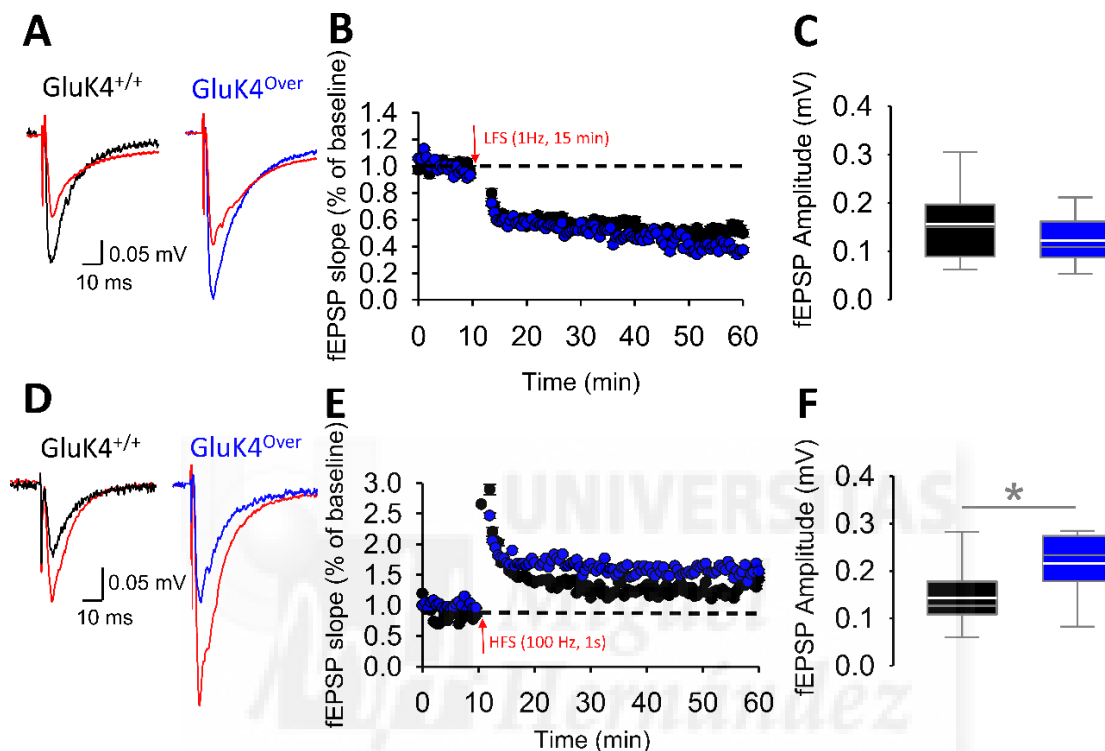 A
GluK4+/+
GluK4Over
0.05 mV
10 ms
B
fEPSP slope (% of baseline)
1.4
1.2
1.0
0.8
0.6
0.4
0.2
0.0
LFS (1Hz, 15 min)
0 10 20 30 40 50 60
Time (min)
C
fEPSP Amplitude (mV)
0.4
0.3
0.2
0.1
0.0
D
GluK4+/+
GluK4Over
0.05 mV
10 ms
E
fEPSP slope (% of baseline)
3.0
2.5
2.0
1.5
1.0
0.5
0.0
HFS (100 Hz, 1s)
0 10 20 30 40 50 60
Time (min)
F
fEPSP Amplitude (mV)
0.4
0.3
0.2
0.1
0.0
*
UNIVERSITAS
Miguel
Hernández